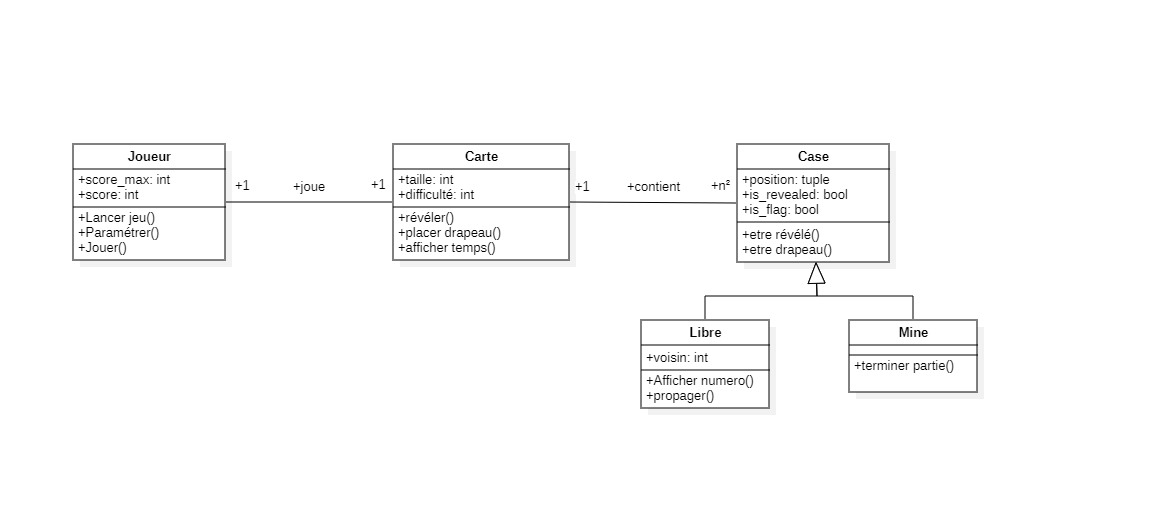 Joueur
+score_max: int
+score: int
+Lancer jeu()
+Paramétrer()
+Jouer()
+1
+joue
+1
Carte
+taille: int
+difficulté: int
+révéler()
+placer drapeau()
+afficher temps()
+1
+contient
+n²
Case
+position: tuple
+is_revealed: bool
+is_flag: bool
+etre révélé()
+etre drapeau()
Libre
+voisin: int
+Afficher numero()
+propager()
Mine
+terminer partie()